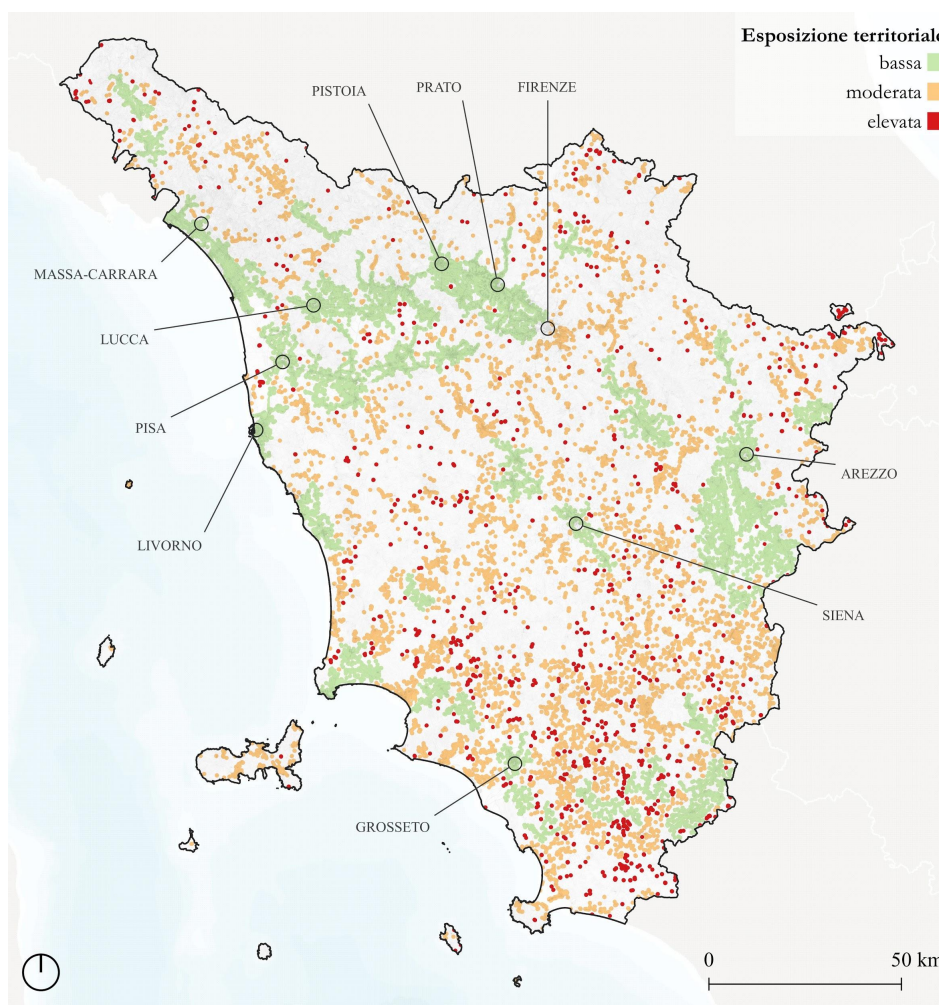 Esposizione territoriale
bassa
moderata
elevata
PISTOIA
PRATO
FIRENZE
MASSA-CARRARA
LUCCA
PISA
AREZZO
LIVORNO
SIENA
GROSSETO
0
50 km